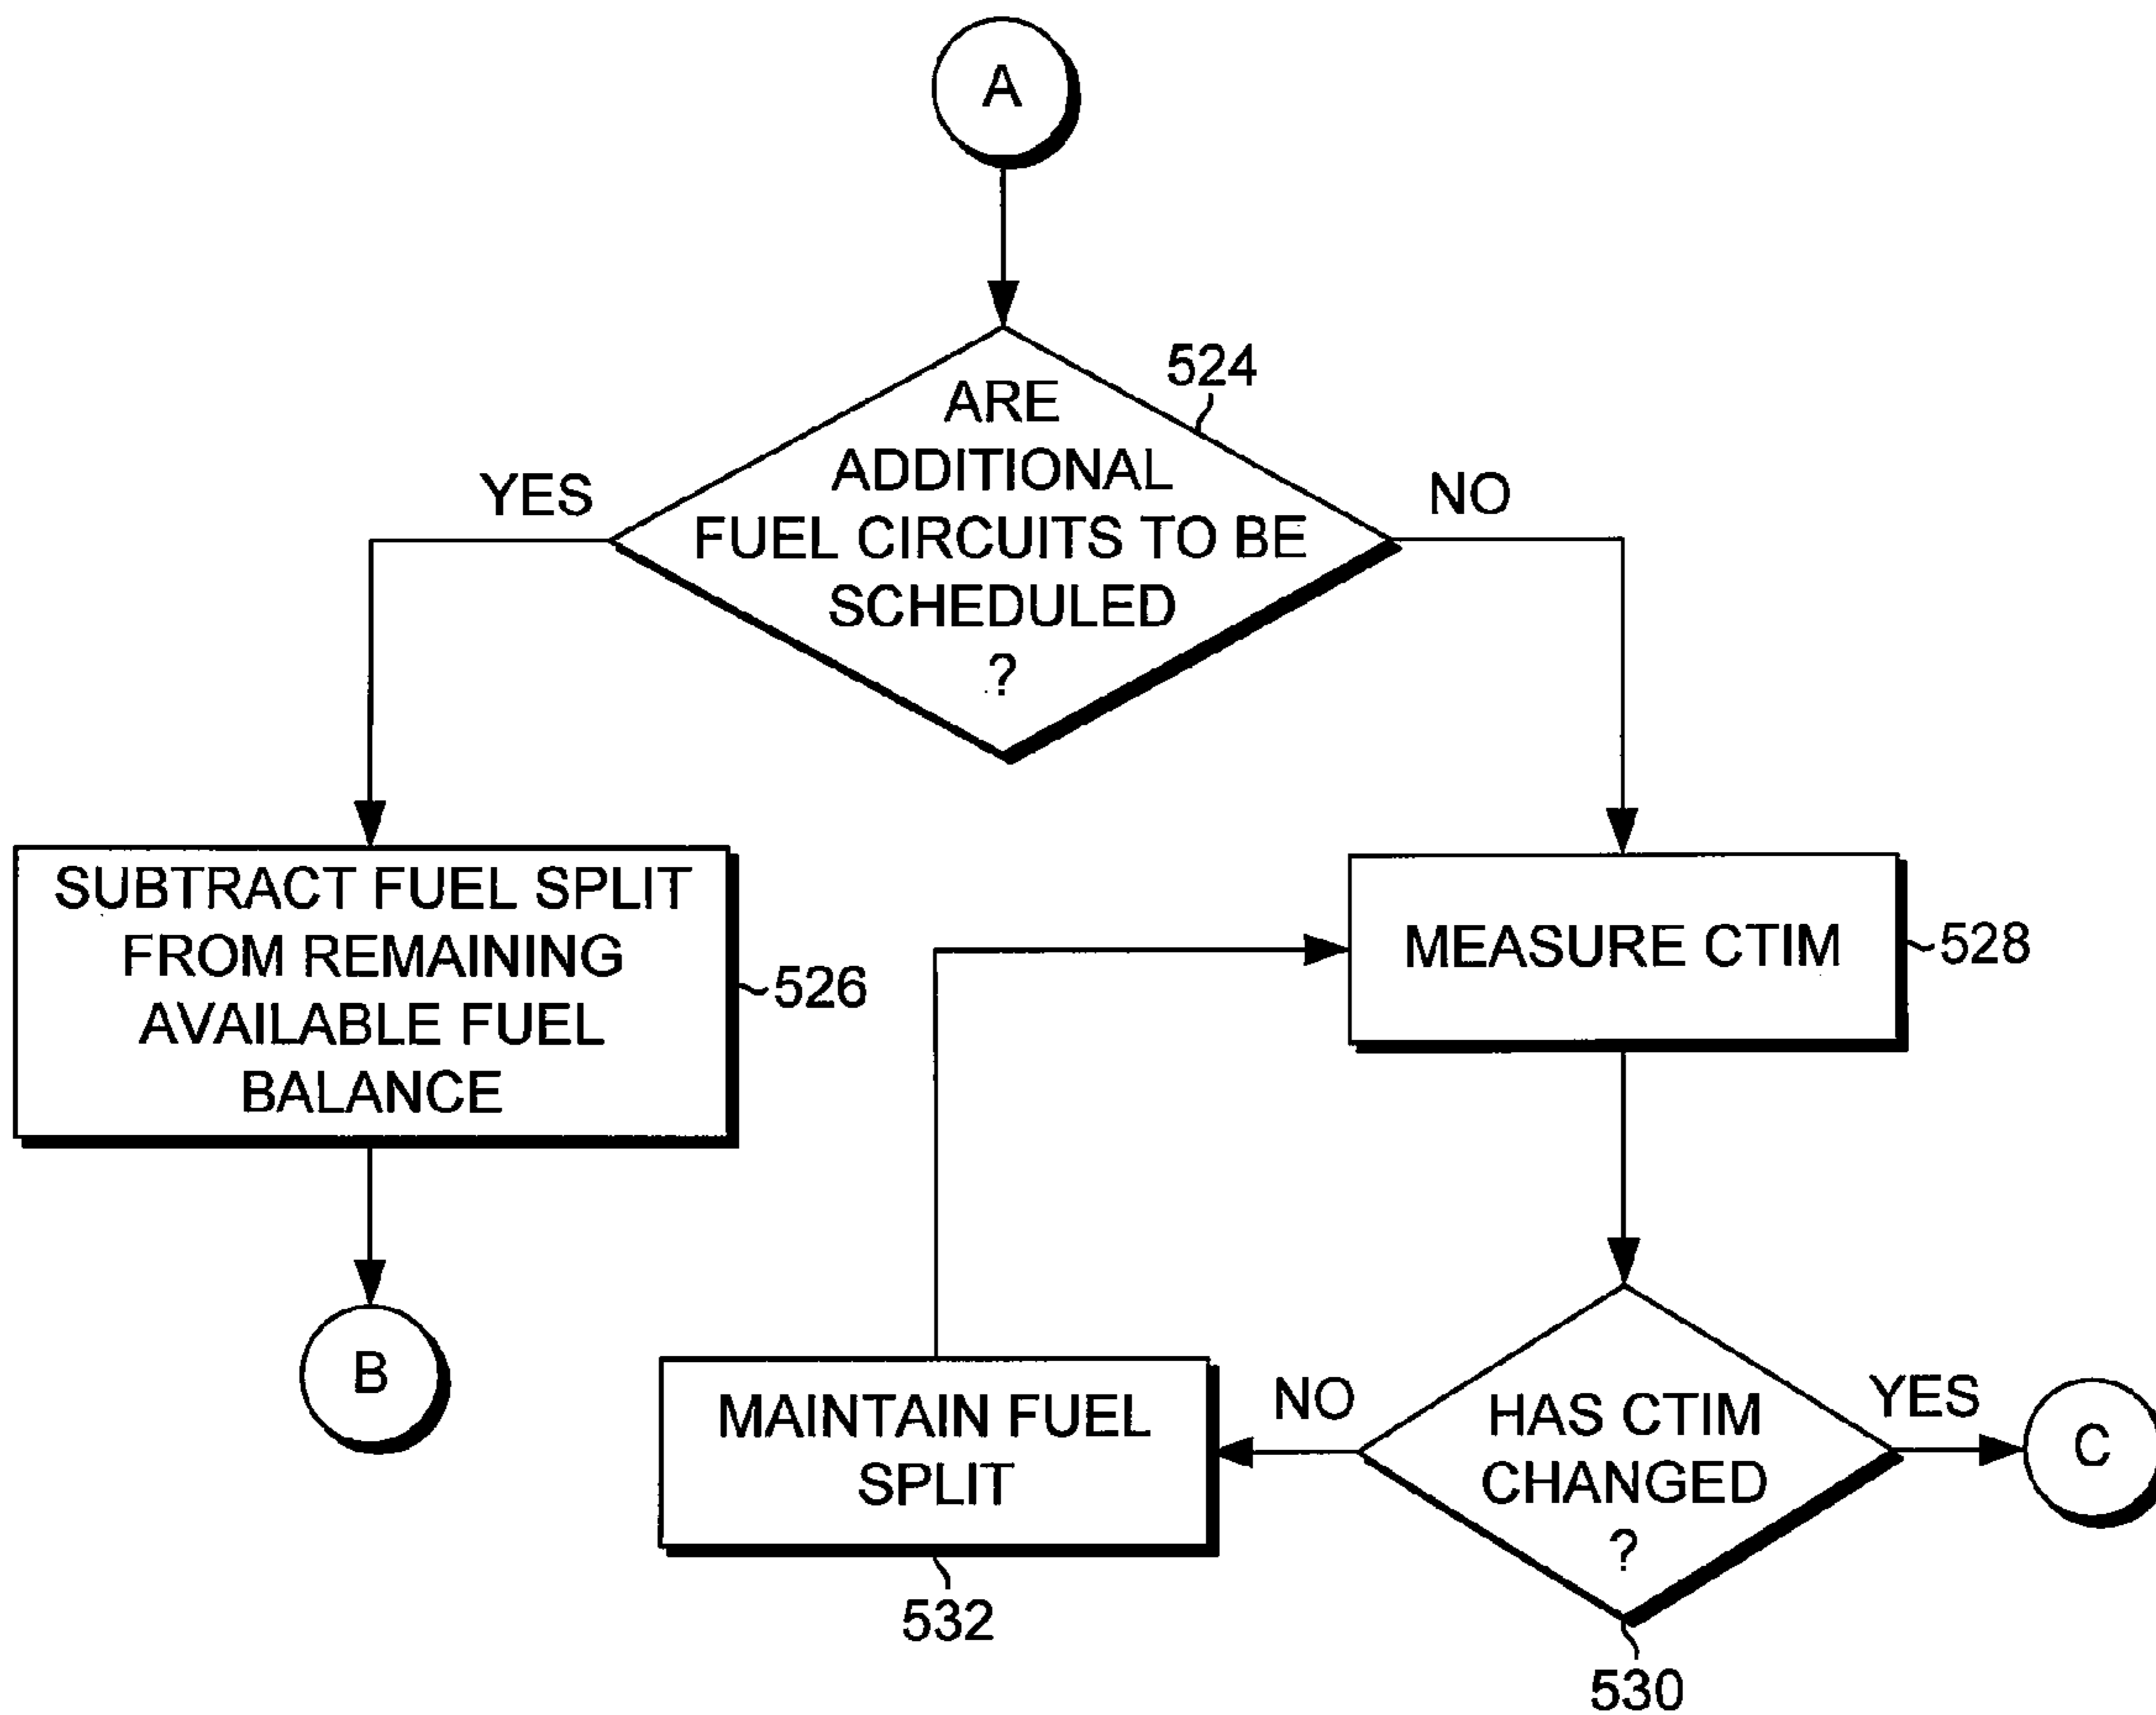 A
524
ARE
ADDITIONAL
FUEL CIRCUITS TO BE
SCHEDULED
?
YES
NO
SUBTRACT FUEL SPLIT
FROM REMAINING
AVAILABLE FUEL
BALANCE
526
MEASURE CTIM
528
B
MAINTAIN FUEL
SPLIT
532
NO
HAS CTIM
CHANGED
?
530
YES
C